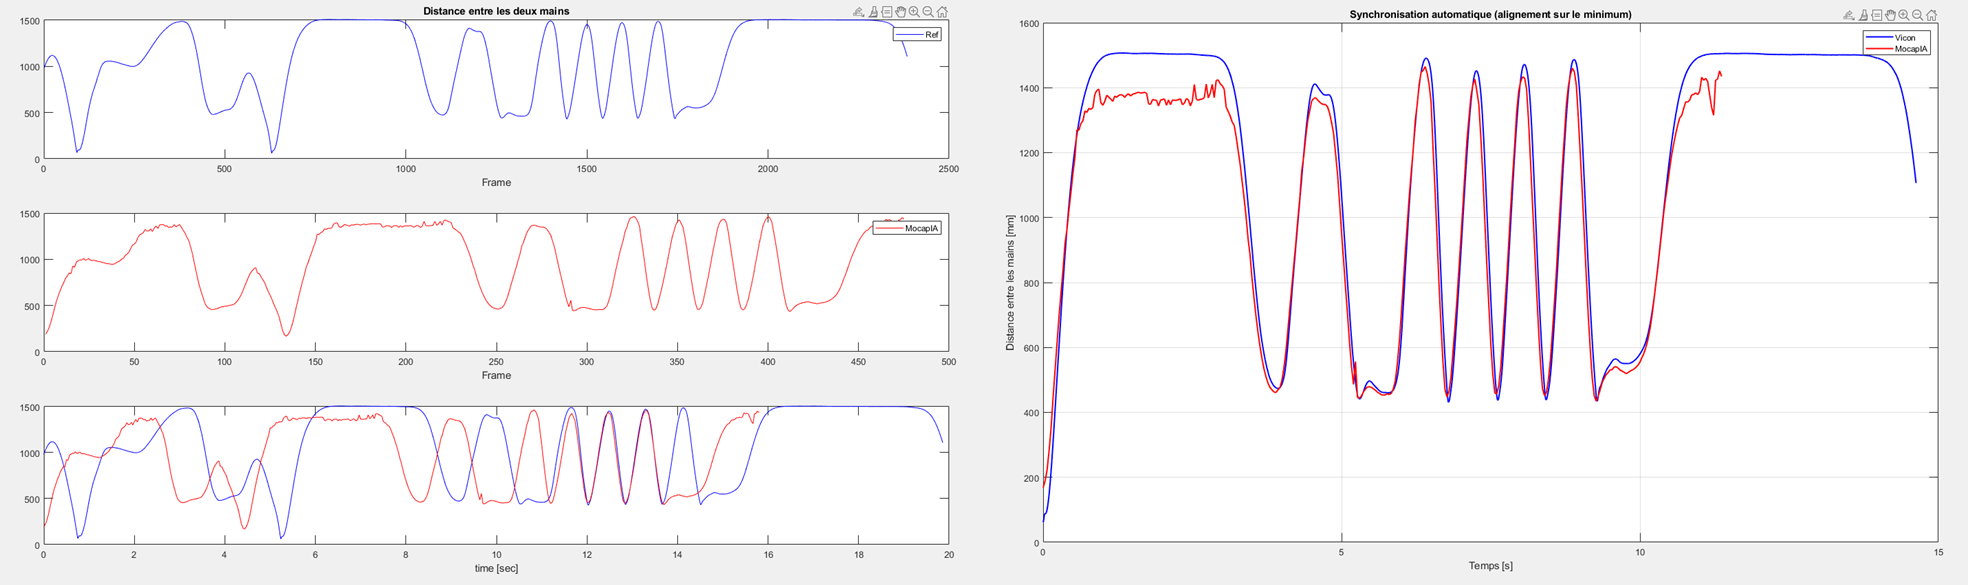 Distance entre les deux mains
1500
1000
500
0
Ref
0 500 1000 1500 2000 2500
Frame
1500
1000
500
0
MocapIA
0 50 100 150 200 250 300 350 400 450 500
Frame
1500
1000
500
0
0 2 4 6 8 10 12 14 16 18 20
time [sec]
Synchronisation automatique (alignement sur le minimum)
Vicon
MocapIA
Distance entre les mains [mm]
1600
1400
1200
1000
800
600
400
200
0
0 5 10 15
Temps [s]